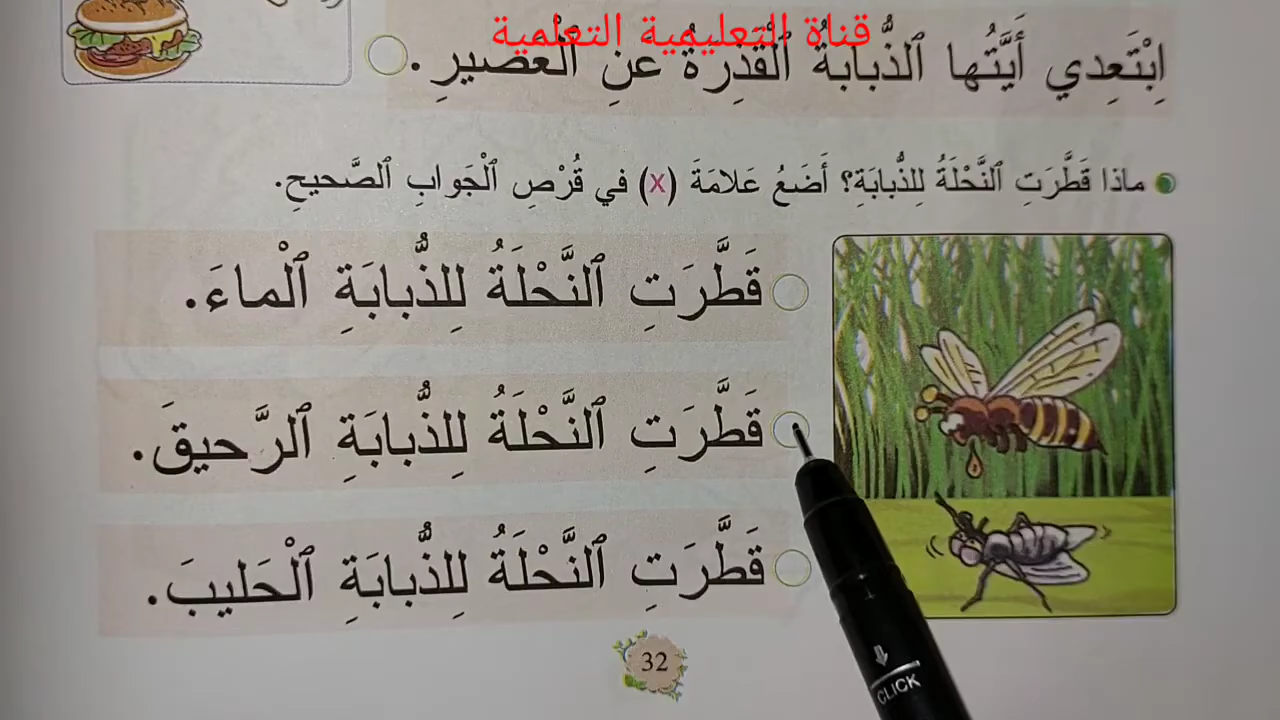 قناة التعليمية التعلمية
اِبْتَعِدي أَيَّتُها ٱلذُّبابَةُ ٱلْقَذِرَةُ عَنِ ٱلْعَصيرِ.
ماذا قَطَّرَتِ ٱلنَّحْلَةُ لِلذُّبابَةِ؟ أَضَعُ عَلامَةَ (x) في قُرْصِ ٱلْجَوابِ ٱلصَّحيحِ.
قَطَّرَتِ ٱلنَّحْلَةُ لِلذُّبابَةِ ٱلْماءَ.
قَطَّرَتِ ٱلنَّحْلَةُ لِلذُّبابَةِ ٱلرَّحيقَ.
قَطَّرَتِ ٱلنَّحْلَةُ لِلذُّبابَةِ ٱلْحَليبَ.
32
CLICK